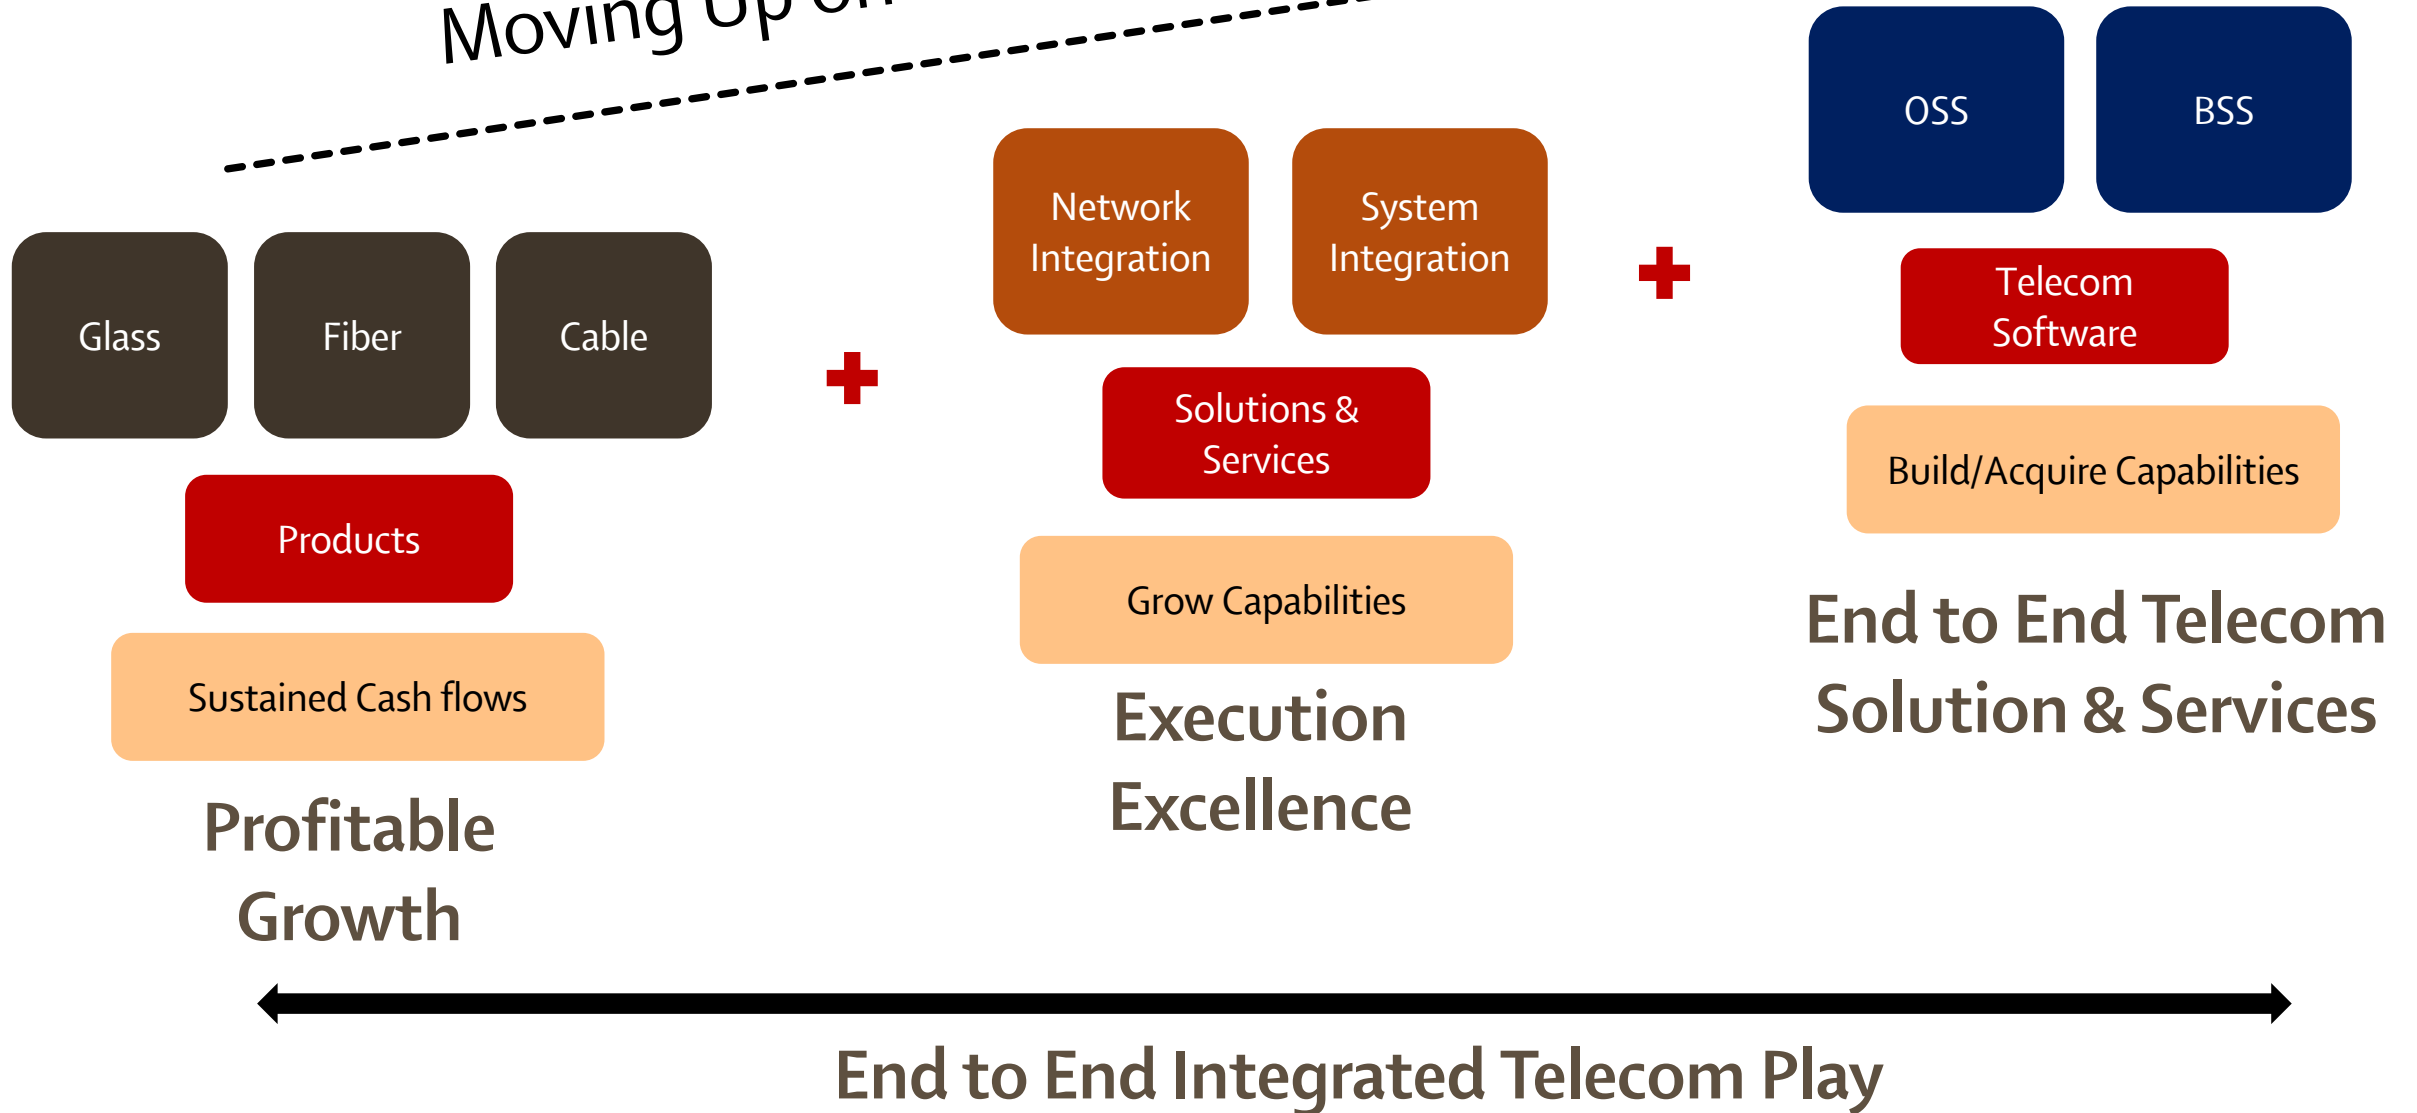 Moving Up on
Glass
Fiber
Cable
Products
Sustained Cash flows
Profitable
Growth
Network
Integration
System
Integration
Solutions &
Services
Grow Capabilities
Execution
Excellence
OSS
BSS
Telecom
Software
Build/Acquire Capabilities
End to End Telecom
Solution & Services
End to End Integrated Telecom Play